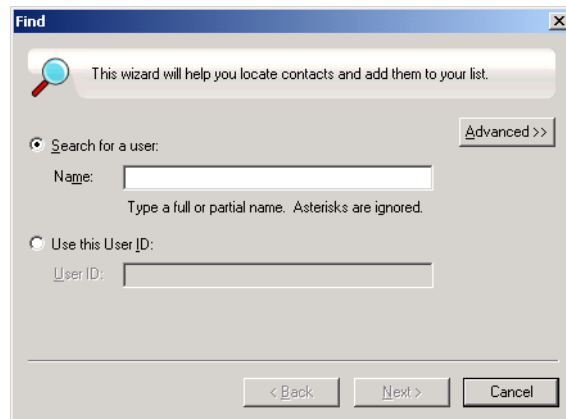 Find
This wizard will help you locate contacts and add them to your list.
Advanced >>
Search for a user:
Name:
Type a full or partial name. Asterisks are ignored.
Use this User ID:
User ID:
< Back Next > Cancel